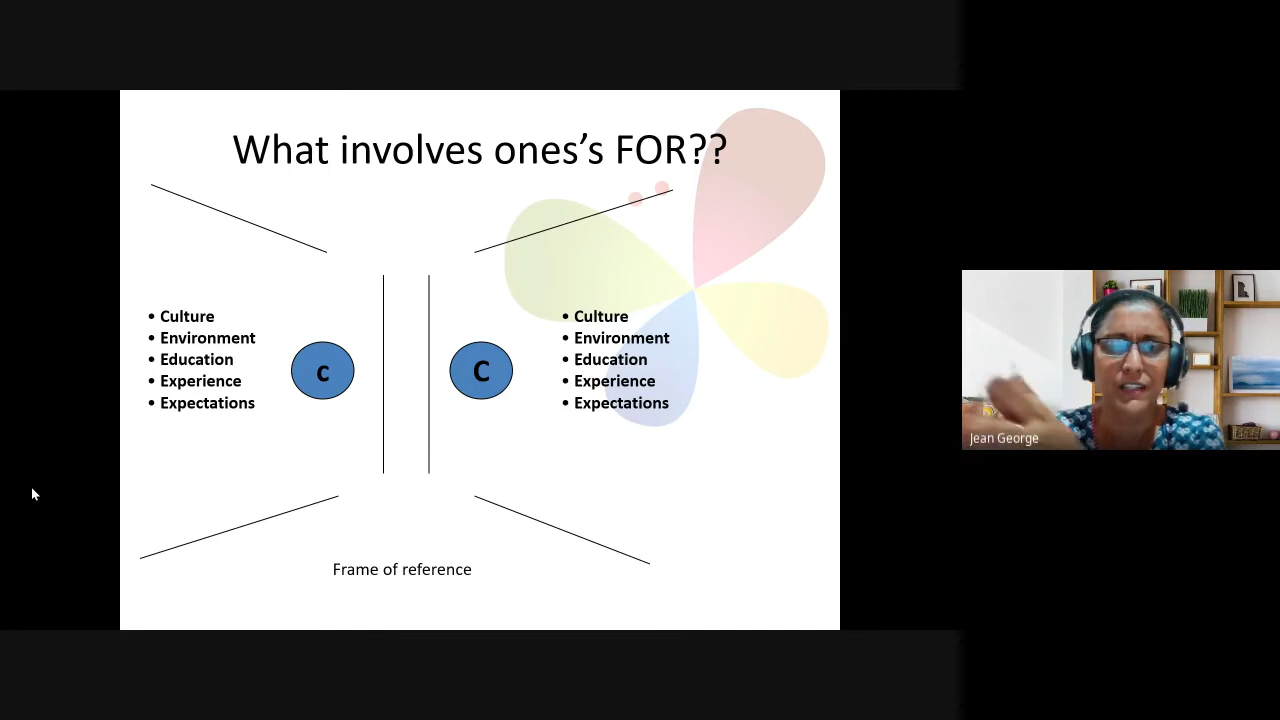 What involves ones's FOR??
• Culture
• Environment
• Education
• Experience
• Expectations
c
C
• Culture
• Environment
• Education
• Experience
• Expectations
Frame of reference
Jean George